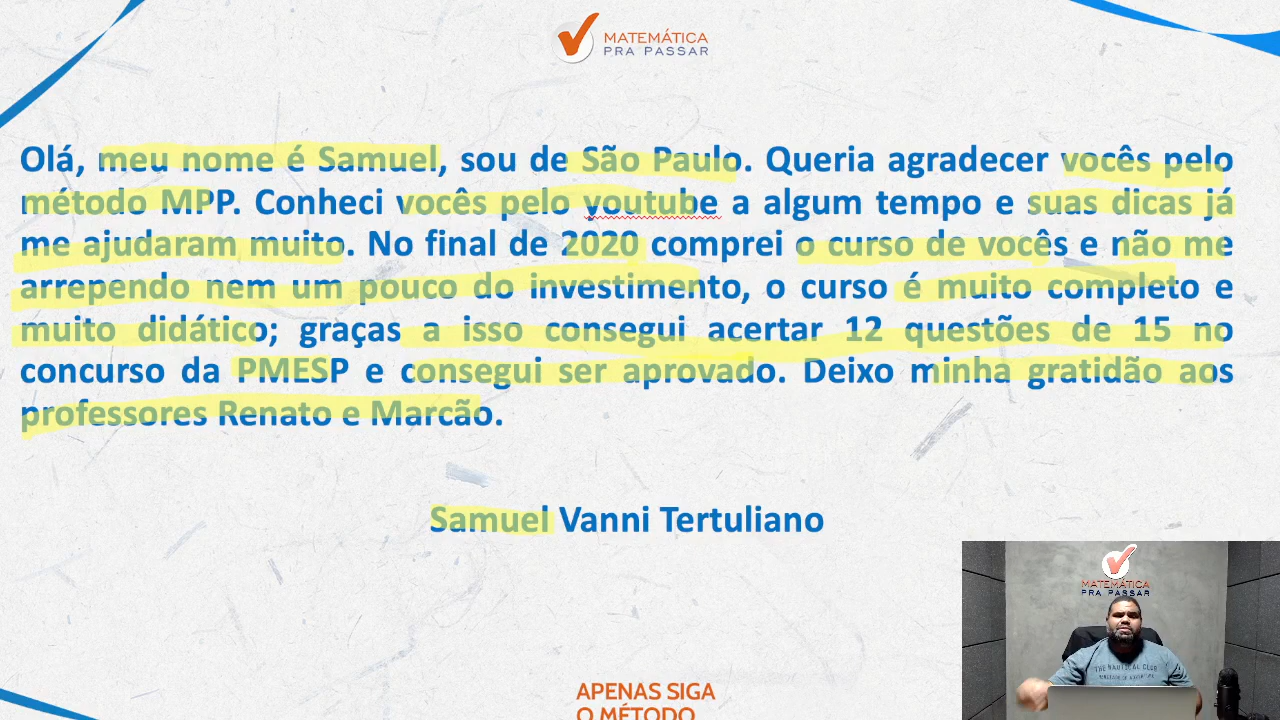 MATEMÁTICA
PRA PASSAR
Olá, meu nome é Samuel, sou de São Paulo. Queria agradecer vocês pelo
método MPP. Conheci vocês pelo youtube a algum tempo e suas dicas já
me ajudaram muito. No final de 2020 comprei o curso de vocês e não me
arrependo nem um pouco do investimento, o curso é muito completo e
muito didático; graças a isso consegui acertar 12 questões de 15 no
concurso da PMESP e consegui ser aprovado. Deixo minha gratidão aos
professores Renato e Marcão.
Samuel Vanni Tertuliano
MATEMÁTICA
PRA PASSAR
THE NAUTICAL CLUB
APENAS SIGA
O MÉTODO